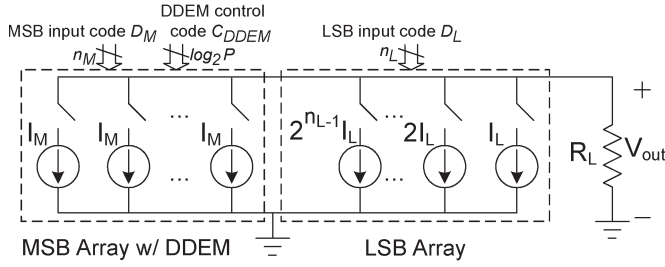 DDEM control
MSB input code D_M code C_DDEM LSB input code D_L
n_M log₂P n_L
... ...
I_M I_M I_M 2^{n_L-1}I_L 2I_L I_L
+
R_L V_out
... ...
−
MSB Array w/ DDEM LSB Array